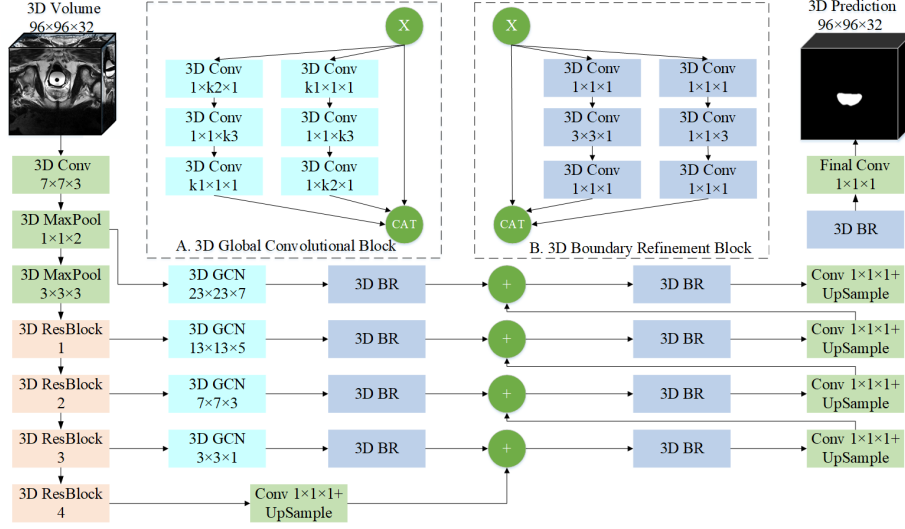 3D Volume
96×96×32
X
X
3D Prediction
96×96×32
3D Conv
1×k2×1
3D Conv
k1×1×1
3D Conv
1×1×1
3D Conv
1×1×1
3D Conv
1×1×k3
3D Conv
1×1×k3
3D Conv
3×3×1
3D Conv
1×1×3
3D Conv
k1×1×1
3D Conv
1×k2×1
3D Conv
1×1×1
3D Conv
1×1×1
CAT
CAT
A. 3D Global Convolutional Block
B. 3D Boundary Refinement Block
3D Conv
7×7×3
Final Conv
1×1×1
3D MaxPool
1×1×2
3D BR
3D MaxPool
3×3×3
3D GCN
23×23×7
3D BR
+
3D BR
Conv 1×1×1+
UpSample
3D ResBlock
1
3D GCN
13×13×5
3D BR
+
3D BR
Conv 1×1×1+
UpSample
3D ResBlock
2
3D GCN
7×7×3
3D BR
+
3D BR
Conv 1×1×1+
UpSample
3D ResBlock
3
3D GCN
3×3×1
3D BR
+
3D BR
Conv 1×1×1+
UpSample
3D ResBlock
4
Conv 1×1×1+
UpSample